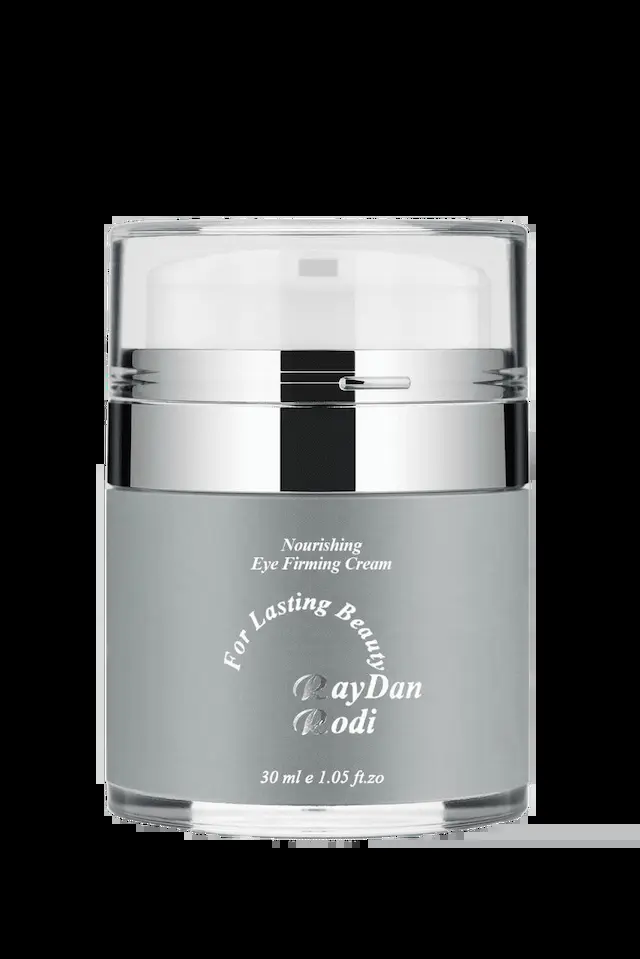 Nourishing
Eye Firming Cream
For Lasting Beauty
RayDan
Rodi
30 ml e 1.05 ft.zo